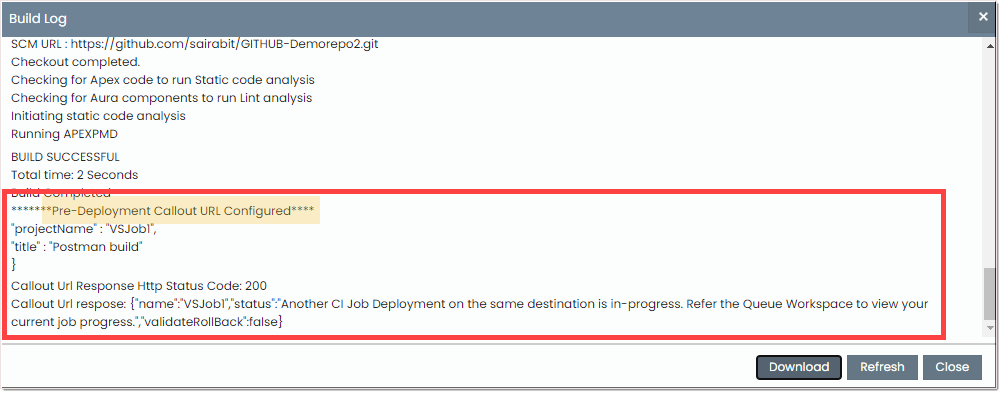 Build Log
×
SCM URL : https://github.com/sairabit/GITHUB-Demorepo2.git
Checkout completed.
Checking for Apex code to run Static code analysis
Checking for Aura components to run Lint analysis
Initiating static code analysis
Running APEXPMD
BUILD SUCCESSFUL
Total time: 2 Seconds
Build Completed
*******Pre-Deployment Callout URL Configured****
"projectName" : "VSJob1",
"title" : "Postman build"
}
Callout Url Response Http Status Code: 200
Callout Url respose: {"name":"VSJob1","status":"Another CI Job Deployment on the same destination is in-progress. Refer the Queue Workspace to view your
current job progress.","validateRollBack":false}
Download Refresh Close